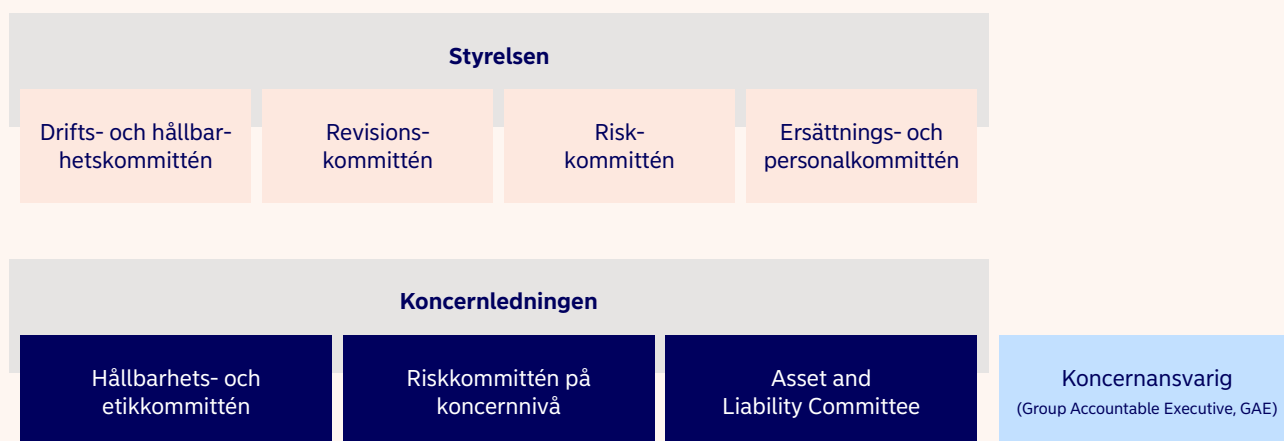 Styrelsen
Drifts- och hållbar-
hetskommittén
Revisions-
kommittén
Risk-
kommittén
Ersättnings- och
personalkommittén
Koncernledningen
Hållbarhets- och
etikkommittén
Riskkommittén på
koncernnivå
Asset and
Liability Committee
Koncernansvarig
(Group Accountable Executive, GAE)